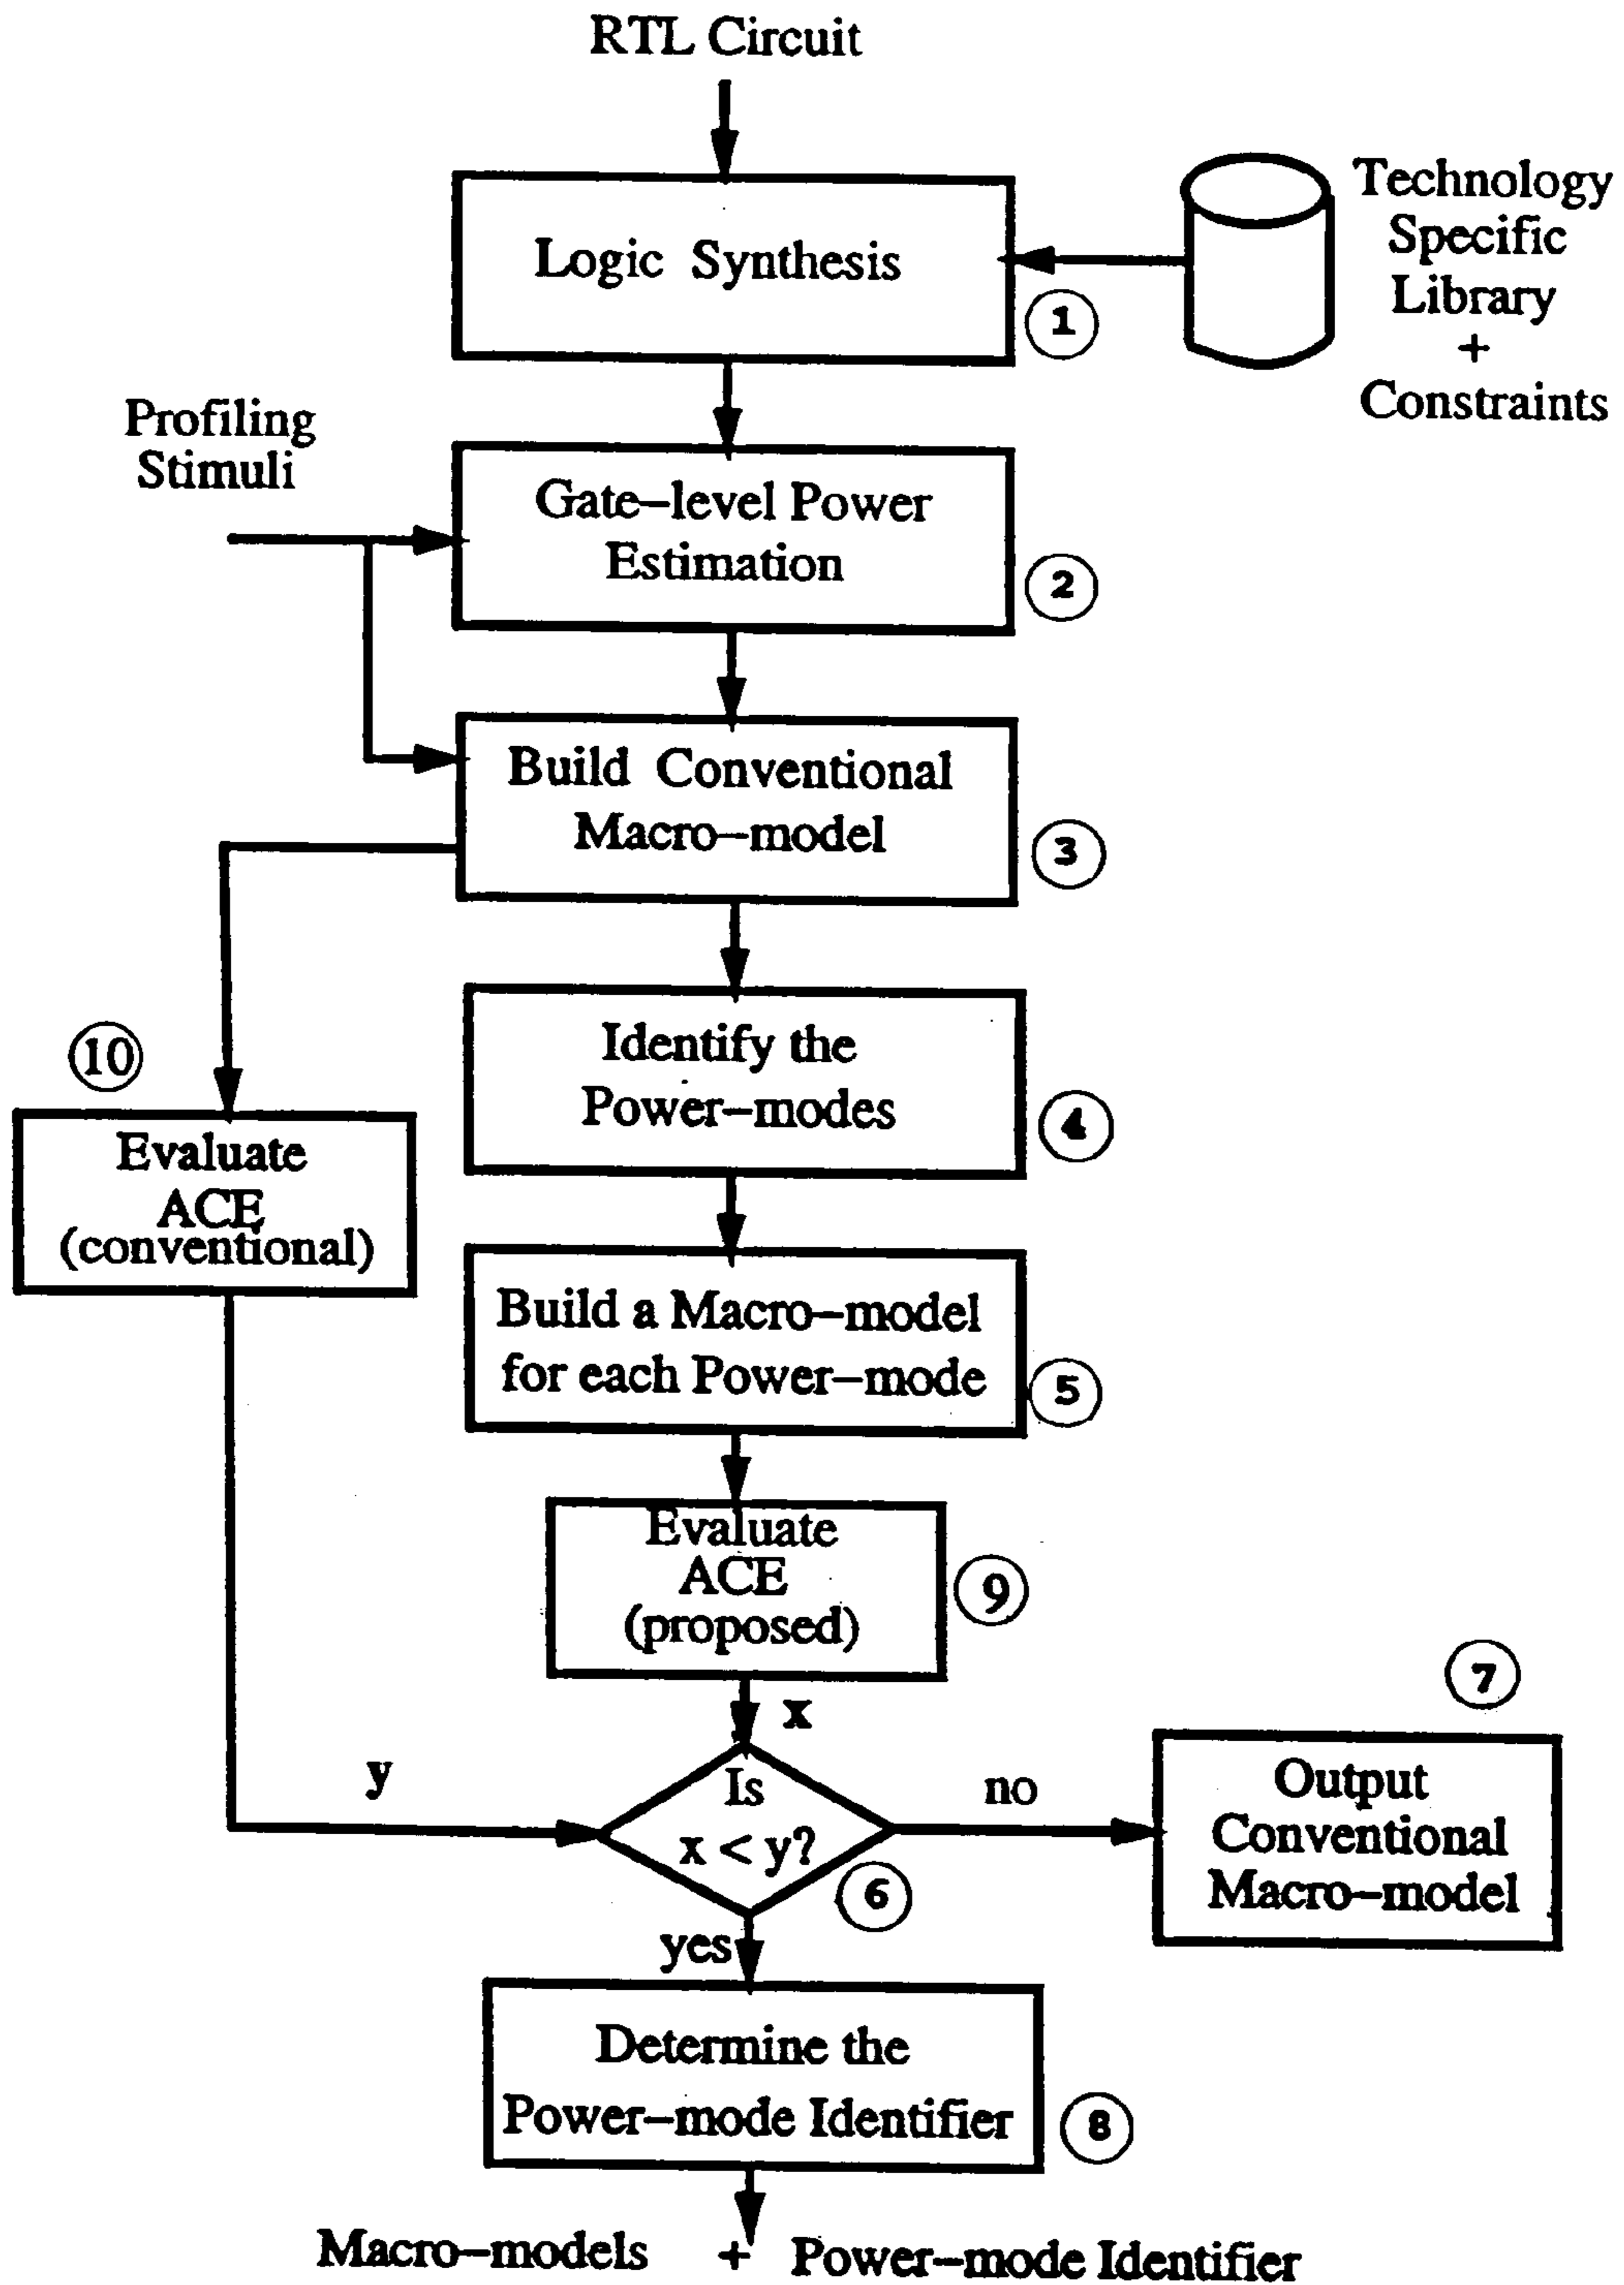 RTL Circuit
Logic Synthesis
1
Technology
Specific
Library
+
Constraints
Profiling
Stimuli
Gate-level Power
Estimation
2
Build Conventional
Macro-model
3
Identify the
Power-modes
4
10
Evaluate
ACE
(conventional)
Build a Macro-model
for each Power-mode
5
Evaluate
ACE
(proposed)
9
x
y
Is
x < y?
6
no
7
Output
Conventional
Macro-model
yes
Determine the
Power-mode Identifier
8
Macro-models + Power-mode Identifier